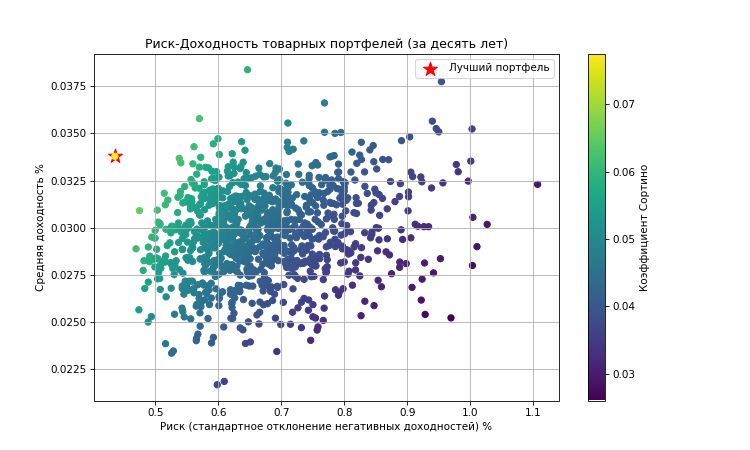 Риск-Доходность товарных портфелей (за десять лет)
Лучший портфель
0.0375
0.0350
0.0325
0.0300
0.0275
0.0250
0.0225
Средняя доходность %
0.5 0.6 0.7 0.8 0.9 1.0 1.1
Риск (стандартное отклонение негативных доходностей) %
0.07
0.06
0.05
0.04
0.03
Коэффициент Сортино